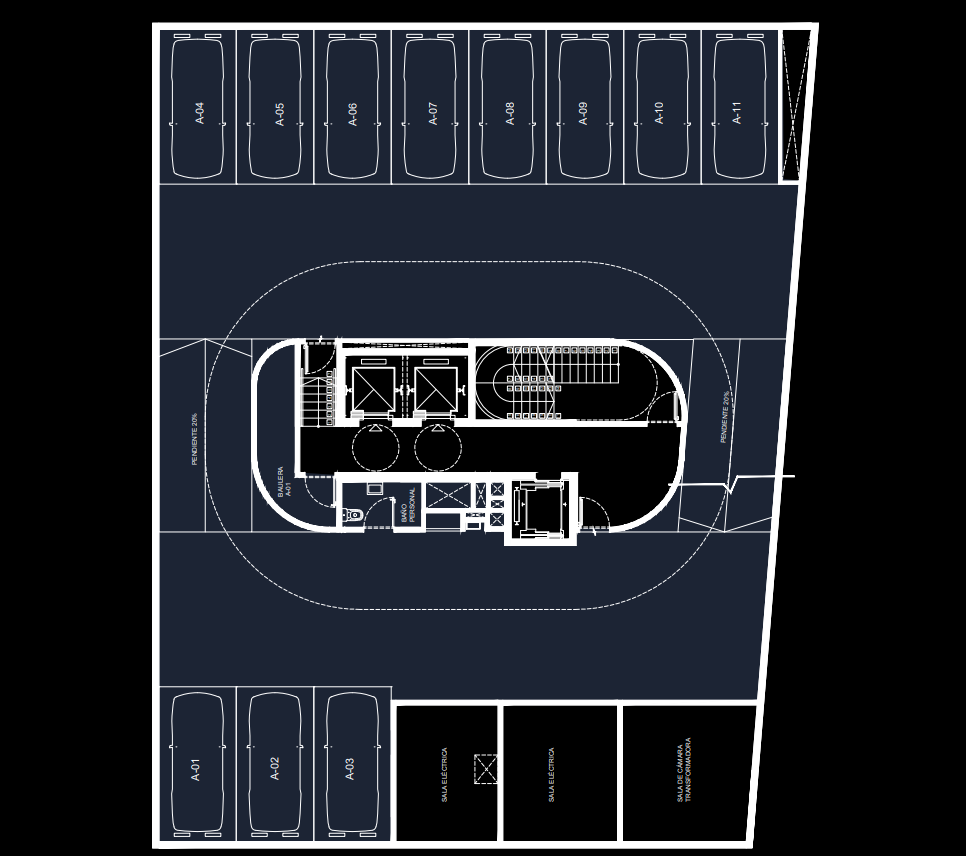 A-04
A-05
A-06
A-07
A-08
A-09
A-10
A-11
PENDIENTE 20%
BAULERA
A-01
BAÑO
PERSONAL
PENDIENTE 20%
A-01
A-02
A-03
SALA ELÉCTRICA
SALA ELÉCTRICA
SALA DE CÁMARA
TRANSFORMADORA